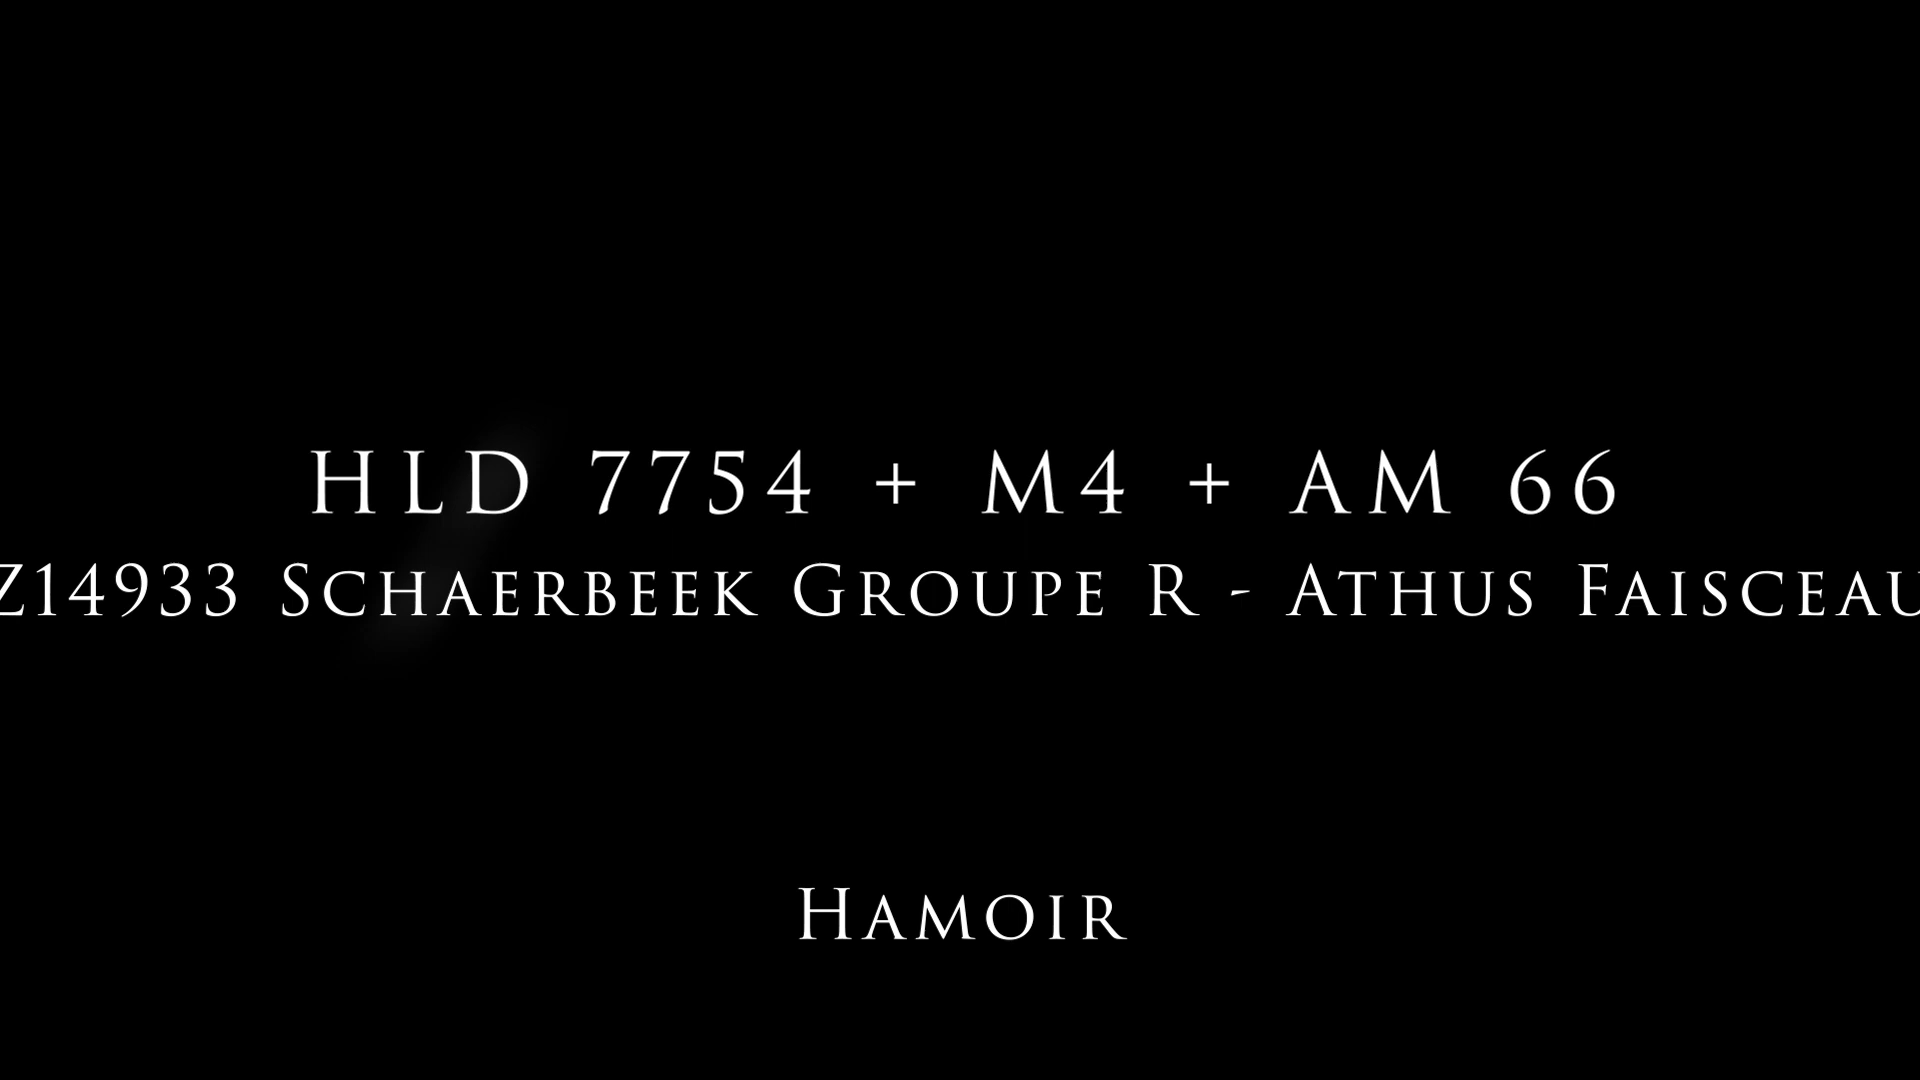 HLD 7754 + M4 + AM 66
Z14933 Schaerbeek Groupe R - Athus Faisceau
Hamoir